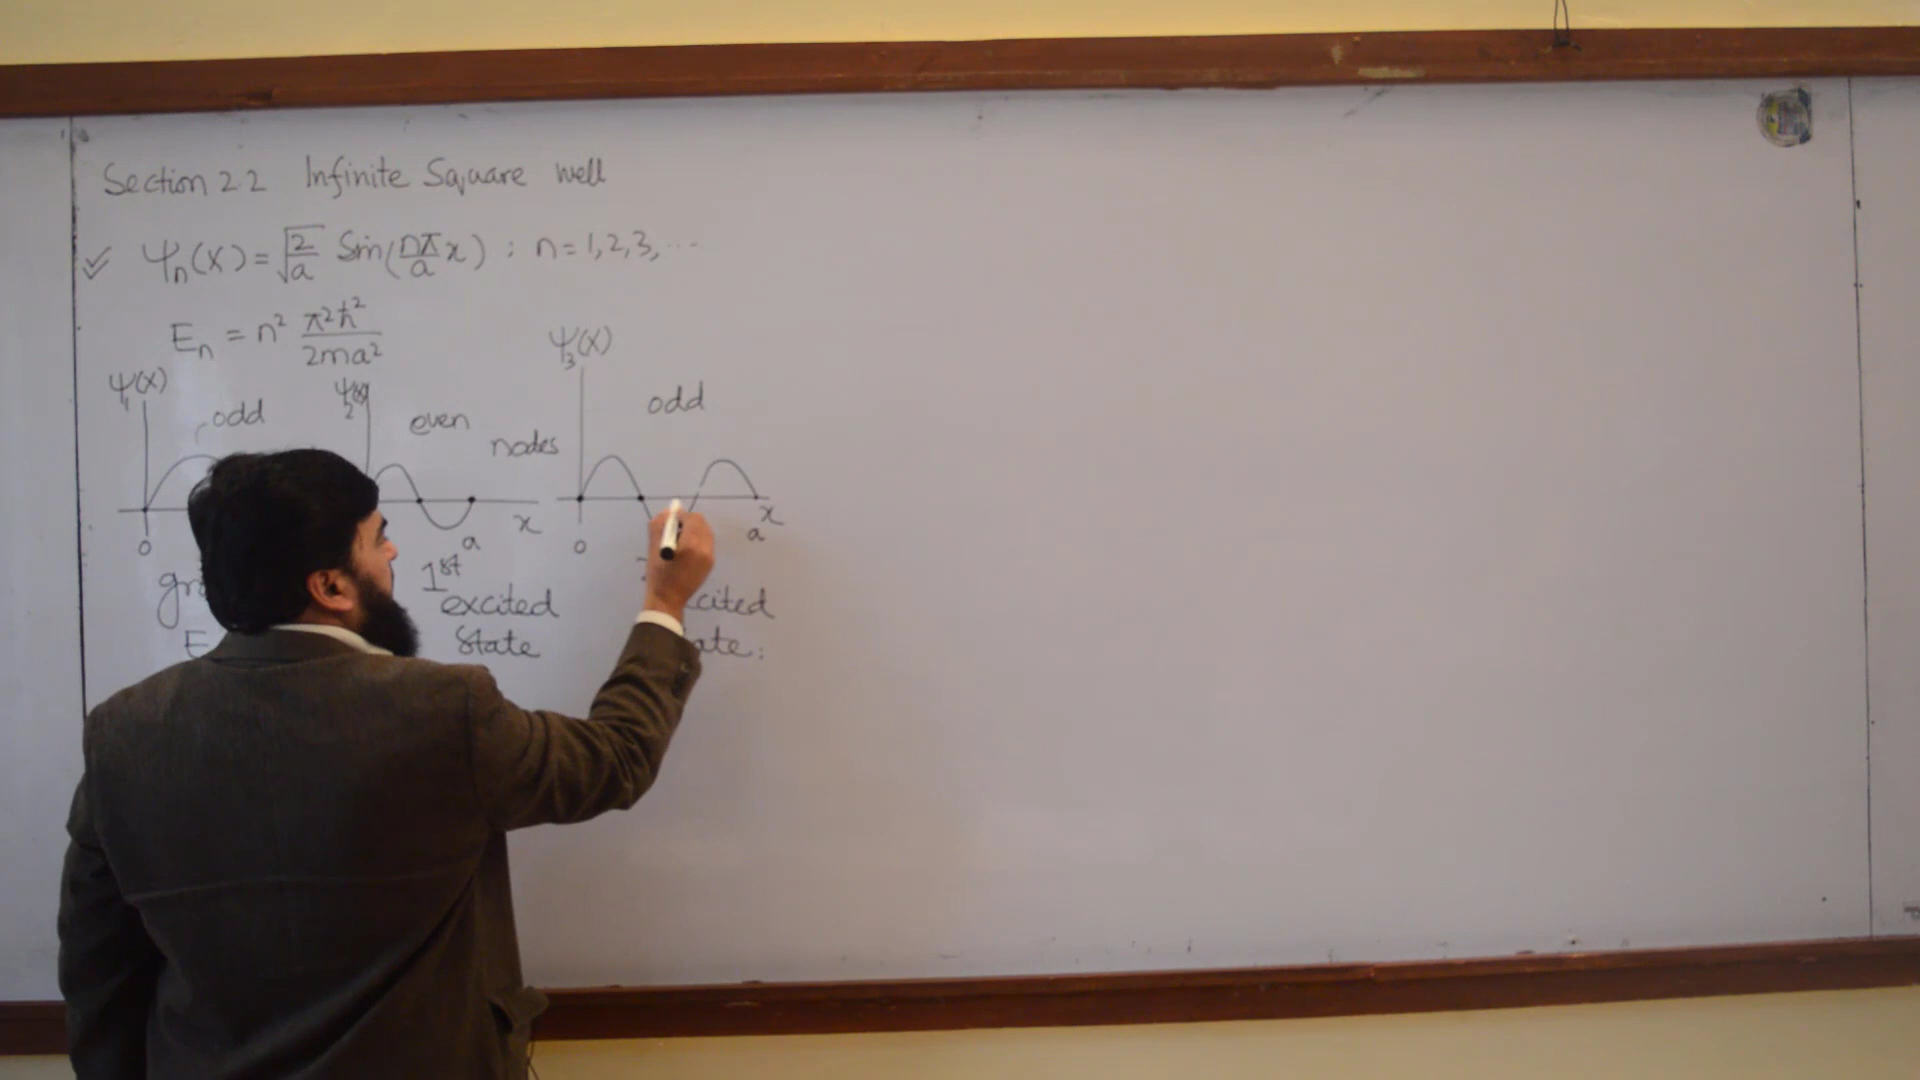 Section 2.2 Infinite Square well
ψn(x) = √(2/a) Sin(nπ/a x) ; n = 1,2,3, ...
En = n² π²ħ²/2ma²
ψ1(x)
odd
0
E
ψ2(x)
even
nodes
x
a
1st
excited
State
ψ3(x)
odd
x
0
a